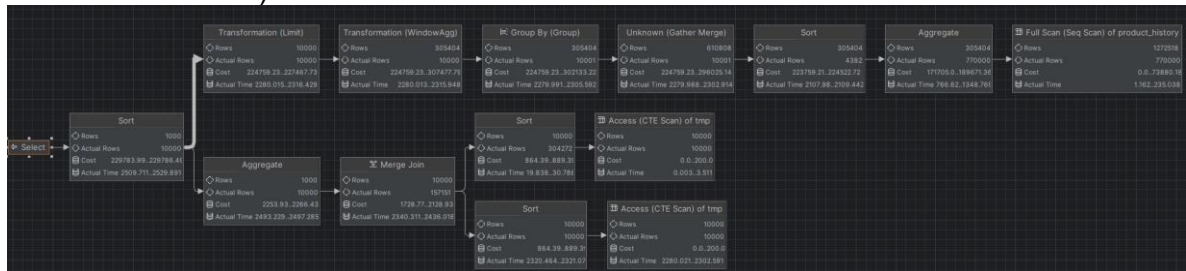 Transformation (Limit)
Rows 10000
Actual Rows 10000
Cost 224759.23..227467.73
Actual Time 2280.015..2316.429
Transformation (WindowAgg)
Rows 305404
Actual Rows 10000
Cost 224759.23..307477.75
Actual Time 2280.013..2315.948
Group By (Group)
Rows 305404
Actual Rows 10001
Cost 224759.23..302133.22
Actual Time 2279.991..2305.592
Unknown (Gather Merge)
Rows 610808
Actual Rows 10001
Cost 224759.23..296025.14
Actual Time 2279.988..2302.914
Sort
Rows 305404
Actual Rows 4382
Cost 223759.21..224522.72
Actual Time 2107.88..2109.442
Aggregate
Rows 305404
Actual Rows 770000
Cost 171705.0..189671.36
Actual Time 766.62..1348.761
Full Scan (Seq Scan) of product_history
Rows 1272516
Actual Rows 770000
Cost 0.0..73880.18
Actual Time 1.162..235.038
Select
Sort
Rows 1000
Actual Rows 10000
Cost 229783.99..229786.49
Actual Time 2509.711..2529.891
Aggregate
Rows 1000
Actual Rows 10000
Cost 2253.93..2266.43
Actual Time 2493.229..2497.285
Merge Join
Rows 10000
Actual Rows 157151
Cost 1728.77..2128.93
Actual Time 2340.311..2436.016
Sort
Rows 10000
Actual Rows 304272
Cost 864.39..889.39
Actual Time 19.838..30.786
Access (CTE Scan) of tmp
Rows 10000
Actual Rows 10000
Cost 0.0..200.0
Actual Time 0.003..3.511
Sort
Rows 10000
Actual Rows 10000
Cost 864.39..889.39
Actual Time 2320.464..2321.07
Access (CTE Scan) of tmp
Rows 10000
Actual Rows 10000
Cost 0.0..200.0
Actual Time 2280.021..2302.591